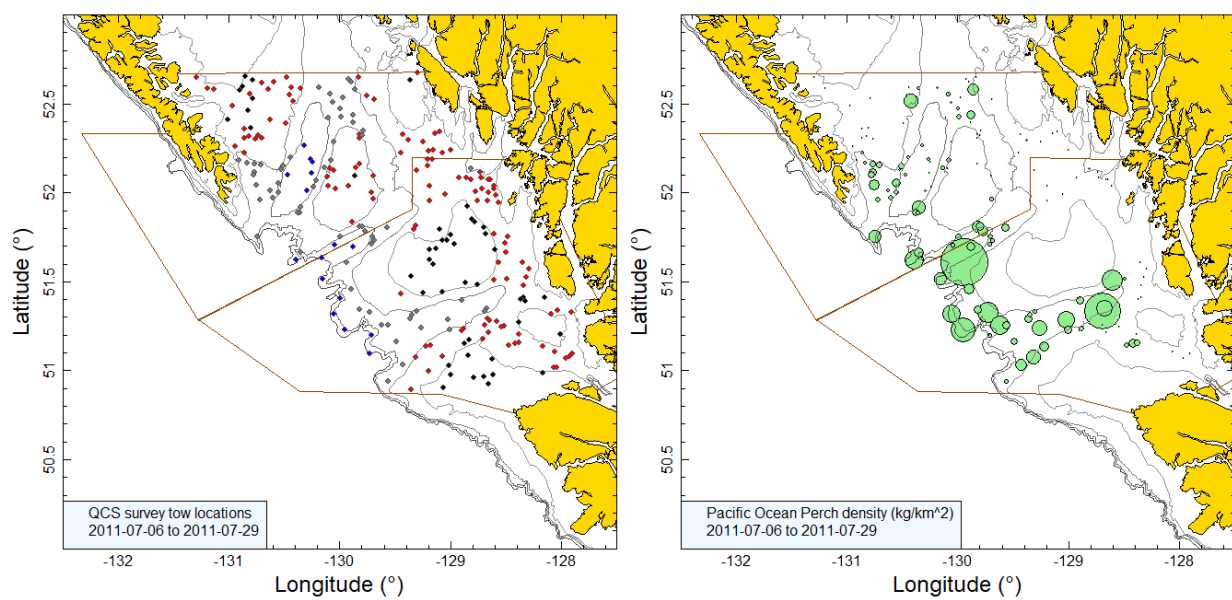 52.5
52
51.5
51
50.5
Latitude (°)
QCS survey tow locations
2011-07-06 to 2011-07-29
-132
-131
-130
-129
-128
Longitude (°)
52.5
52
51.5
51
50.5
Latitude (°)
Pacific Ocean Perch density (kg/km^2)
2011-07-06 to 2011-07-29
-132
-131
-130
-129
-128
Longitude (°)